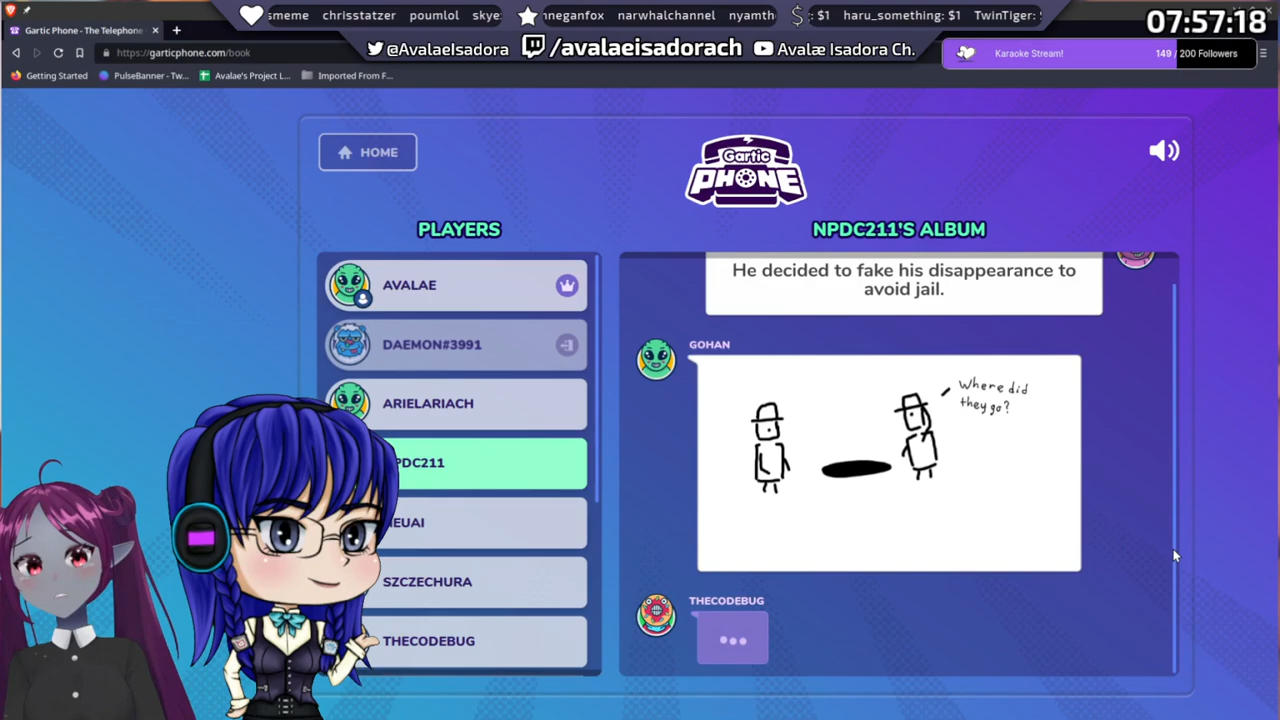 smeme chrisstatzer poumlol skye
nneganfox narwhalchannel nyamth
: $1 haru_something: $1 TwinTiger:
07:57:18
Gartic Phone - The Telephone
@AvalaeIsadora
/avalaeisadorach
Avalæ Isadora Ch.
https://garticphone.com/book
Karaoke Stream!
149 / 200 Followers
Getting Started
PulseBanner - Tw...
Avalae's Project L...
Imported From F...
HOME
Gartic
PHONE
PLAYERS
NPDC211'S ALBUM
AVALAE
DAEMON#3991
ARIELARIACH
PDC211
EUAI
SZCZECHURA
THECODEBUG
He decided to fake his disappearance to
avoid jail.
GOHAN
Where did
they go?
THECODEBUG